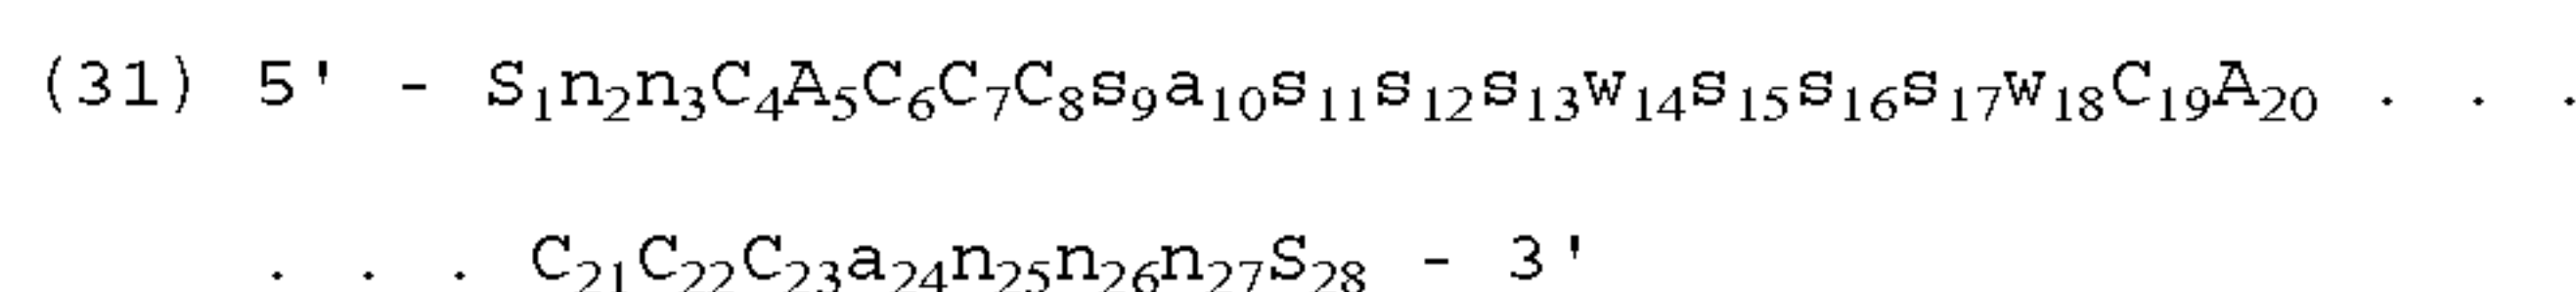 (31) 5' - S₁n₂n₃C₄A₅C₆C₇C₈s₉a₁₀s₁₁s₁₂s₁₃w₁₄s₁₅s₁₆s₁₇w₁₈C₁₉A₂₀ . . .
. . . C₂₁C₂₂C₂₃a₂₄n₂₅n₂₆n₂₇S₂₈ - 3'